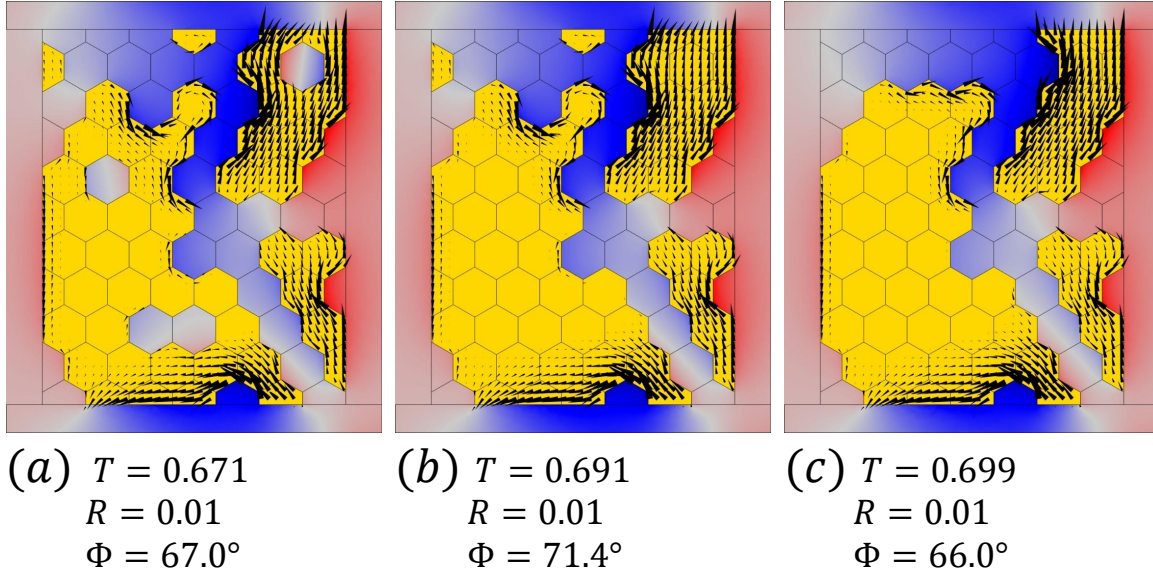 (a) T = 0.671
R = 0.01
Φ = 67.0°
(b) T = 0.691
R = 0.01
Φ = 71.4°
(c) T = 0.699
R = 0.01
Φ = 66.0°